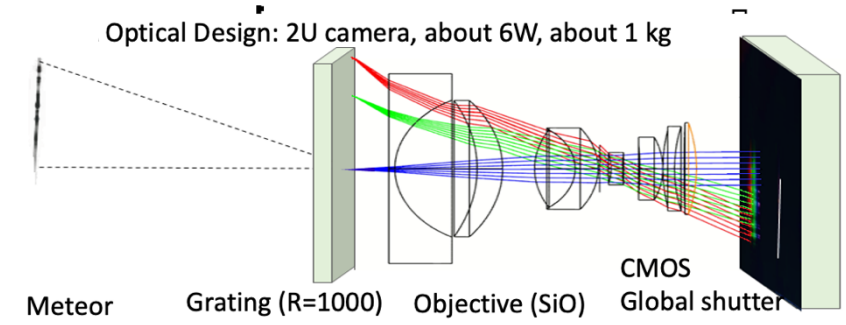 Optical Design: 2U camera, about 6W, about 1 kg
CMOS
Meteor Grating (R=1000) Objective (SiO) Global shutter